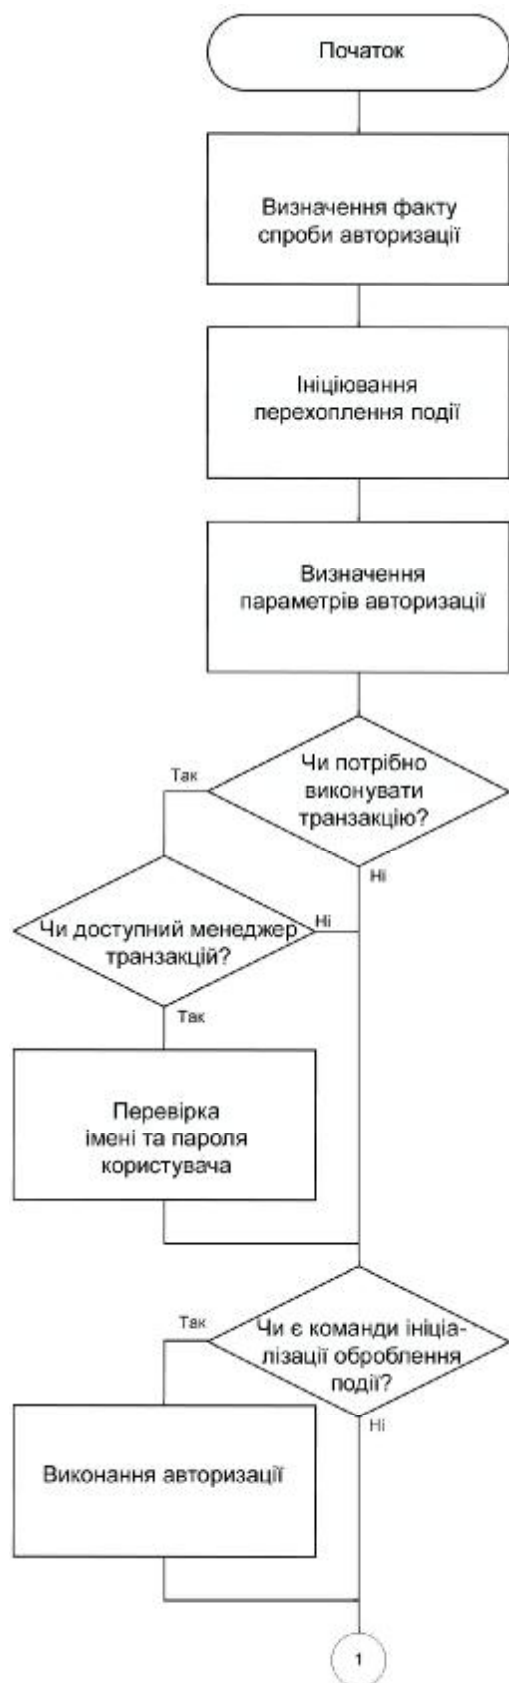 Початок
Визначення факту
спроби авторизації
Ініціювання
перехоплення події
Визначення
параметрів авторизації
Чи потрібно
виконувати
транзакцію?
Так
Ні
Чи доступний менеджер
транзакцій?
Ні
Так
Перевірка
імені та пароля
користувача
Чи є команди ініціа-
лізації оброблення
події?
Так
Ні
Виконання авторизації
1